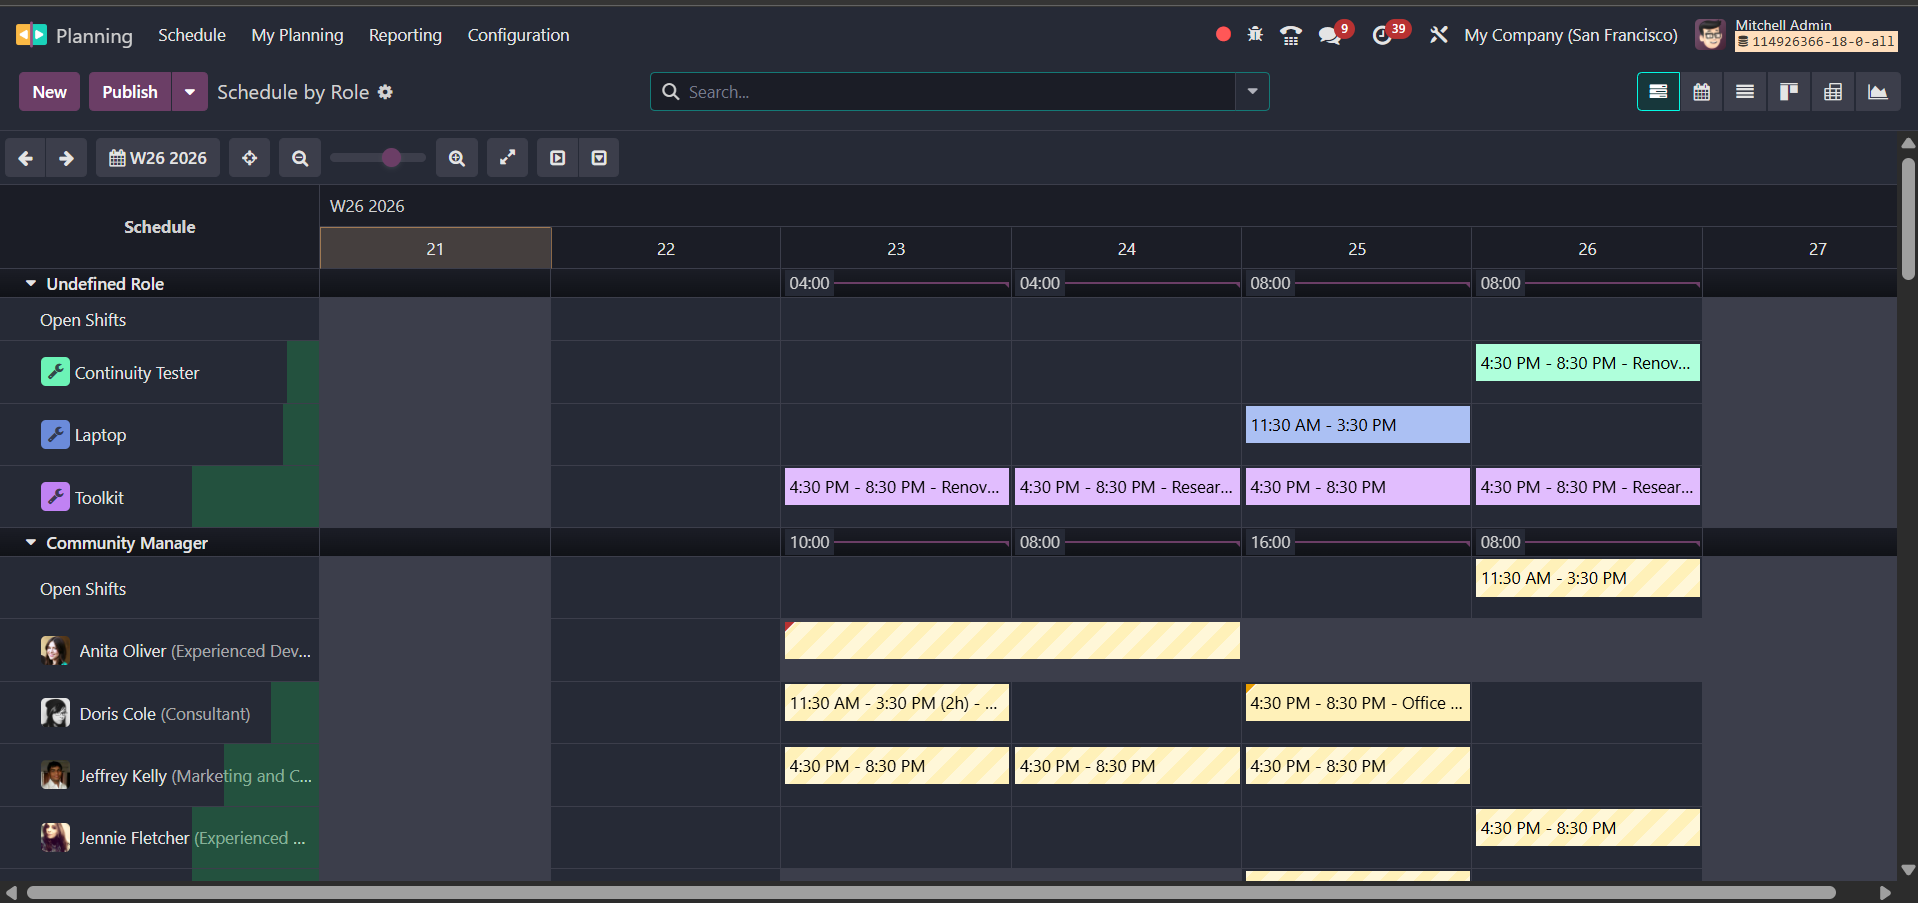 Planning Schedule My Planning Reporting Configuration 9 39 My Company (San Francisco) Mitchell Admin
114926366-18-0-all
New Publish Schedule by Role Search...
W26 2026
Schedule W26 2026
21 22 23 24 25 26 27
Undefined Role 04:00 04:00 08:00 08:00
Open Shifts
Continuity Tester 4:30 PM - 8:30 PM - Renov...
Laptop 11:30 AM - 3:30 PM
Toolkit 4:30 PM - 8:30 PM - Renov... 4:30 PM - 8:30 PM - Resear... 4:30 PM - 8:30 PM 4:30 PM - 8:30 PM - Resear...
Community Manager 10:00 08:00 16:00 08:00
Open Shifts 11:30 AM - 3:30 PM
Anita Oliver (Experienced Dev...
Doris Cole (Consultant) 11:30 AM - 3:30 PM (2h) - ... 4:30 PM - 8:30 PM - Office ...
Jeffrey Kelly (Marketing and C... 4:30 PM - 8:30 PM 4:30 PM - 8:30 PM 4:30 PM - 8:30 PM
Jennie Fletcher (Experienced ... 4:30 PM - 8:30 PM